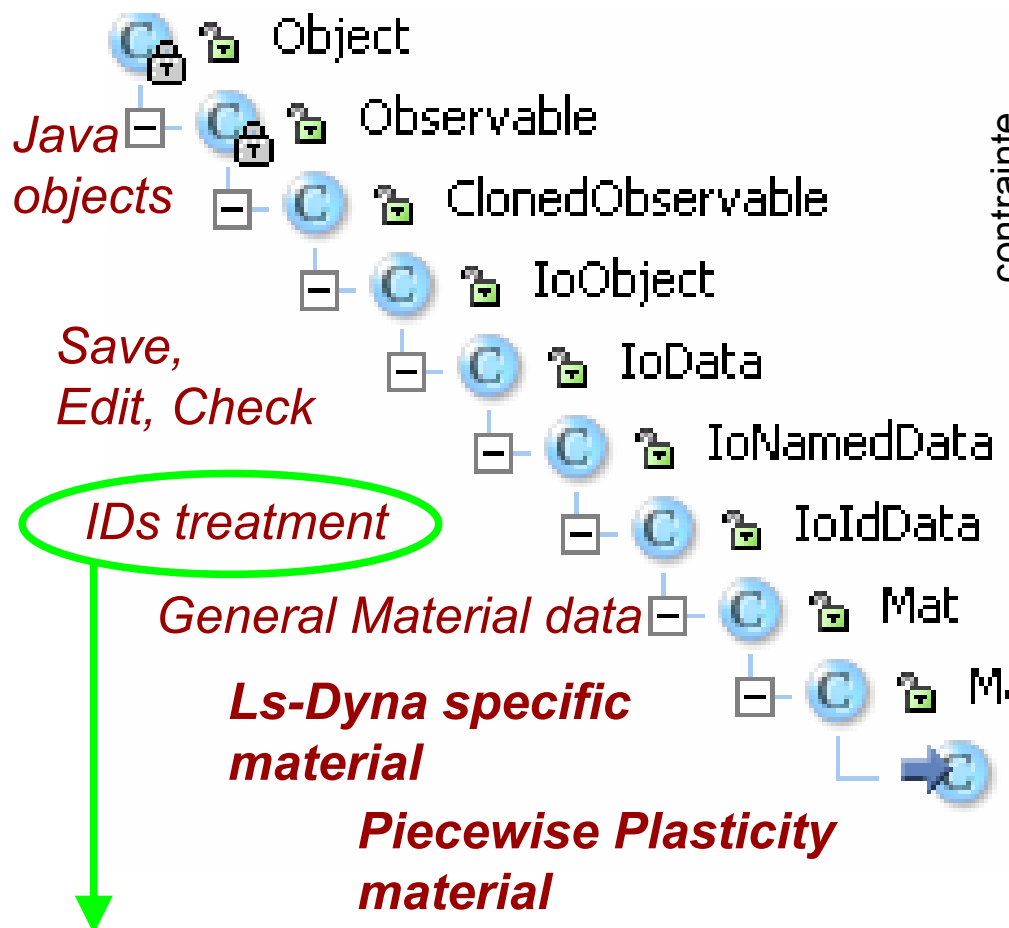 Object
Observable
Java
objects
ClonedObservable
contrainte
IoObject
Save,
Edit, Check
IoData
IoNamedData
IDs treatment
IoIdData
General Material data
Mat
Ls-Dyna specific
material
Piecewise Plasticity
material